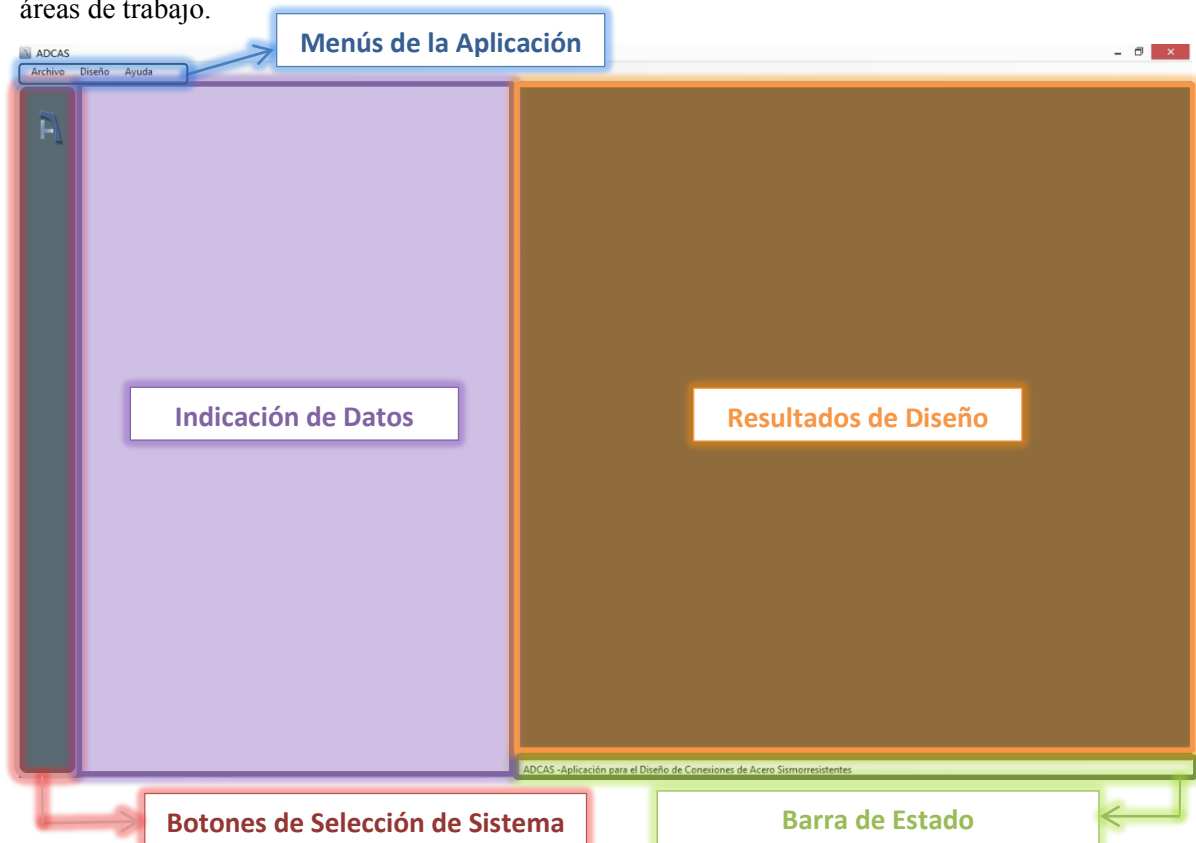 áreas de trabajo.
Menús de la Aplicación
ADCAS
Archivo Diseño Ayuda
Indicación de Datos
Resultados de Diseño
ADCAS -Aplicación para el Diseño de Conexiones de Acero Sismorresistentes
Botones de Selección de Sistema
Barra de Estado